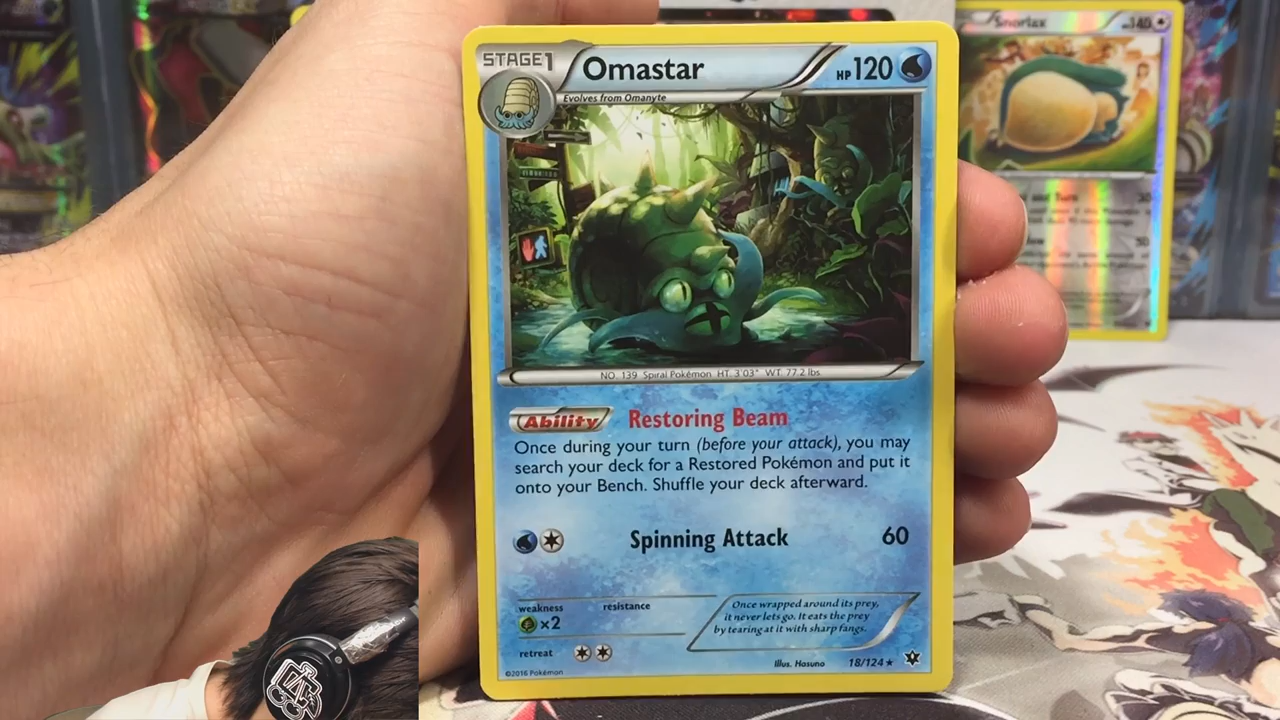 STAGE1
Omastar
HP 120
Evolves from Omanyte
NO. 139 Spiral Pokémon HT. 3'03" WT. 77.2 lbs.
Ability Restoring Beam
Once during your turn (before your attack), you may
search your deck for a Restored Pokémon and put it
onto your Bench. Shuffle your deck afterward.
Spinning Attack 60
weakness resistance
×2
retreat
Once wrapped around its prey,
it never lets go. It eats the prey
by tearing at it with sharp fangs.
©2016 Pokémon
Illus. Hasuno 18/124
Snorlax 140